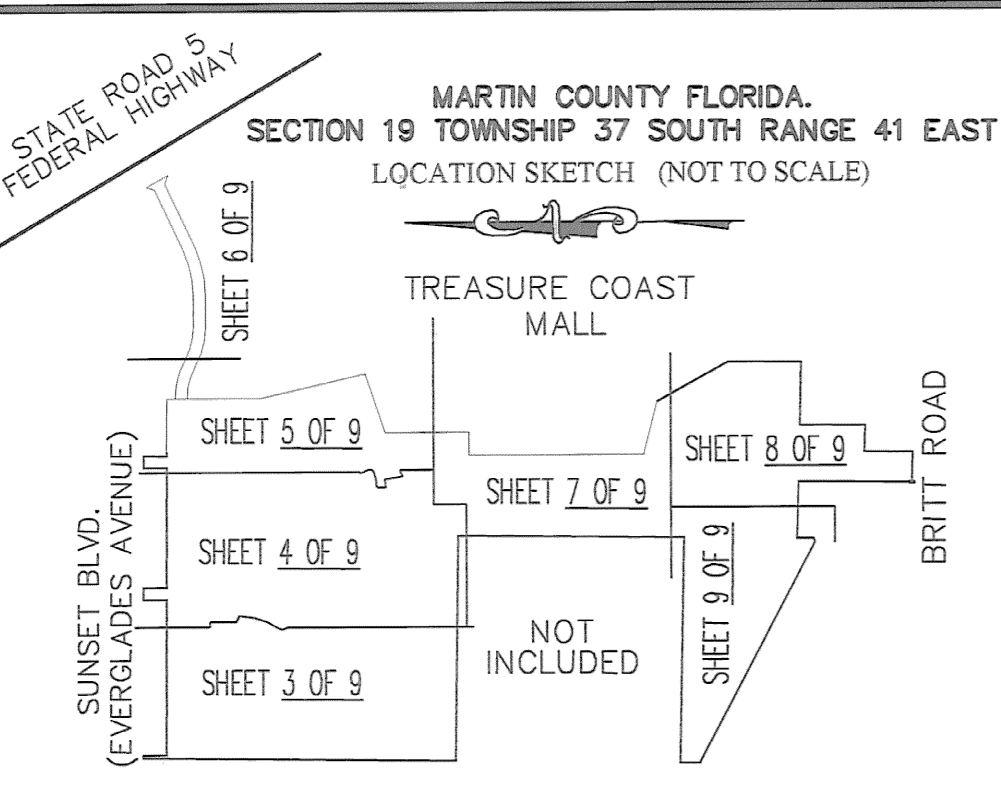 STATE ROAD 5
FEDERAL HIGHWAY
MARTIN COUNTY FLORIDA.
SECTION 19 TOWNSHIP 37 SOUTH RANGE 41 EAST
LOCATION SKETCH (NOT TO SCALE)
SHEET 6 OF 9
TREASURE COAST
MALL
SHEET 5 OF 9
SHEET 8 OF 9
SHEET 7 OF 9
BRITT ROAD
SUNSET BLVD.
(EVERGLADES AVENUE)
SHEET 4 OF 9
SHEET 9 OF 9
NOT
INCLUDED
SHEET 3 OF 9